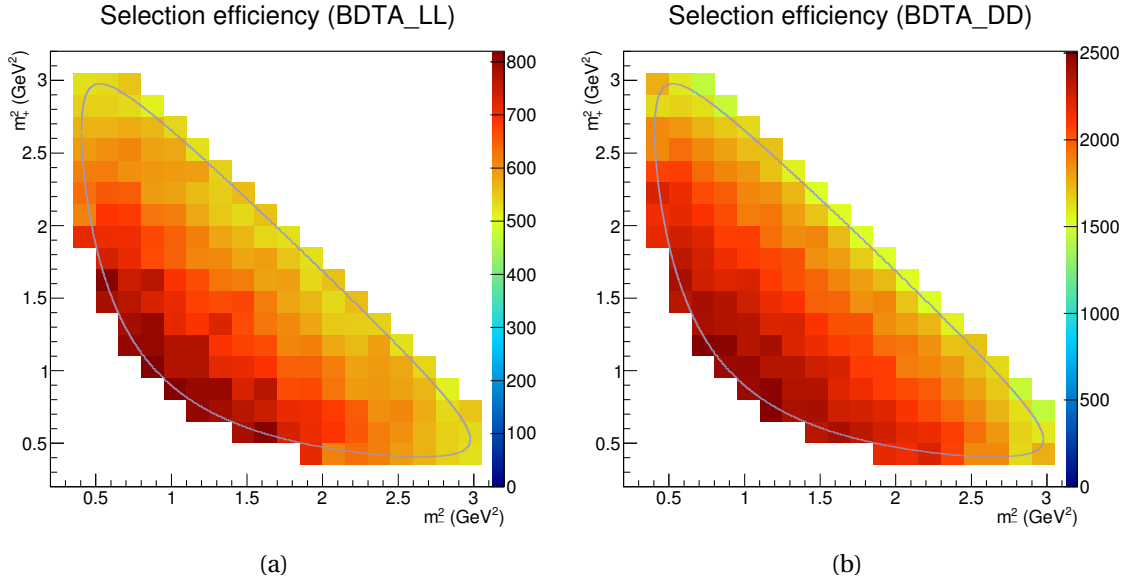 Selection efficiency (BDTA_LL)
m²₊ (GeV²)
3
2.5
2
1.5
1
0.5
0.5 1 1.5 2 2.5 3
m²₋ (GeV²)
800
700
600
500
400
300
200
100
0
(a)
Selection efficiency (BDTA_DD)
m²₊ (GeV²)
3
2.5
2
1.5
1
0.5
0.5 1 1.5 2 2.5 3
m²₋ (GeV²)
2500
2000
1500
1000
500
0
(b)